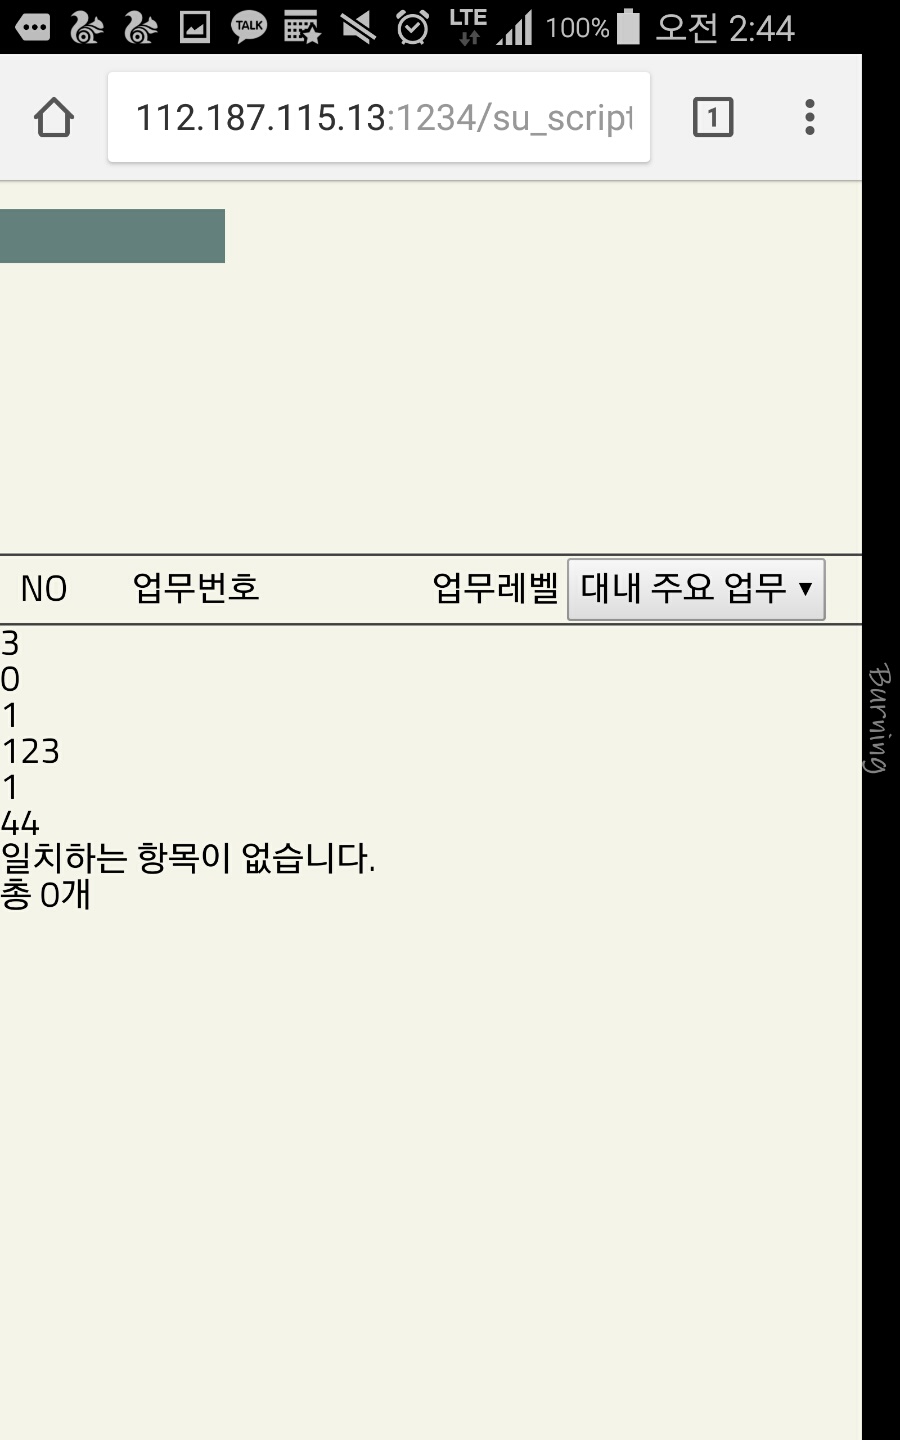 TALK LTE 100% 오전 2:44
112.187.115.13:1234/su_script
1
NO 업무번호 업무레벨 대내 주요 업무 ▼
3
0
1
123
1
44
일치하는 항목이 없습니다.
총 0개
Burning